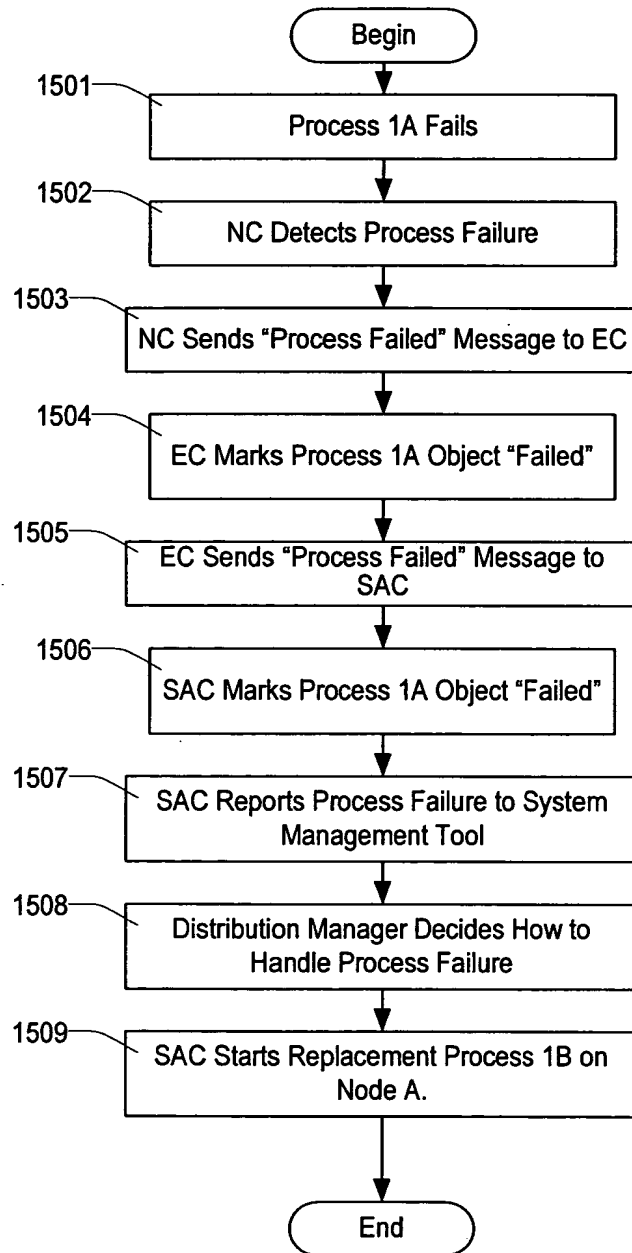 Begin
1501
Process 1A Fails
1502
NC Detects Process Failure
1503
NC Sends “Process Failed” Message to EC
1504
EC Marks Process 1A Object “Failed”
1505
EC Sends “Process Failed” Message to
SAC
1506
SAC Marks Process 1A Object “Failed”
1507
SAC Reports Process Failure to System
Management Tool
1508
Distribution Manager Decides How to
Handle Process Failure
1509
SAC Starts Replacement Process 1B on
Node A.
End